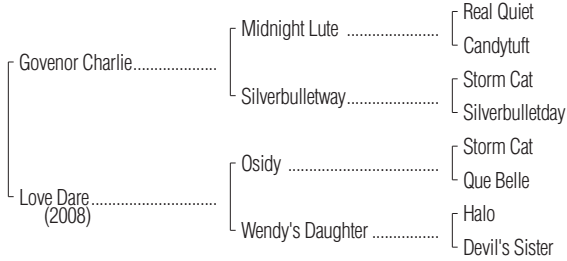 Real Quiet
Midnight Lute ....................
Candytuft
Govenor Charlie..................
Storm Cat
Silverbulletway....................
Silverbulletday
Storm Cat
Osidy .................................
Que Belle
Love Dare...........................
(2008)
Halo
Wendy's Daughter ..............
Devil's Sister